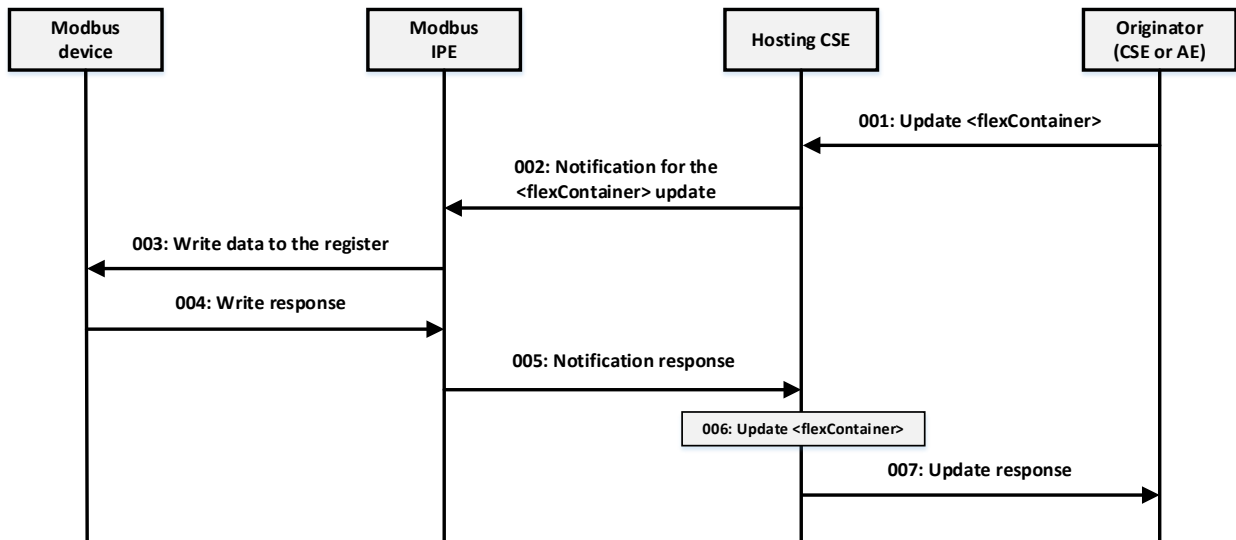 Modbus
device
Modbus
IPE
Hosting CSE
Originator
(CSE or AE)
001: Update <flexContainer>
002: Notification for the
<flexContainer> update
003: Write data to the register
004: Write response
005: Notification response
006: Update <flexContainer>
007: Update response